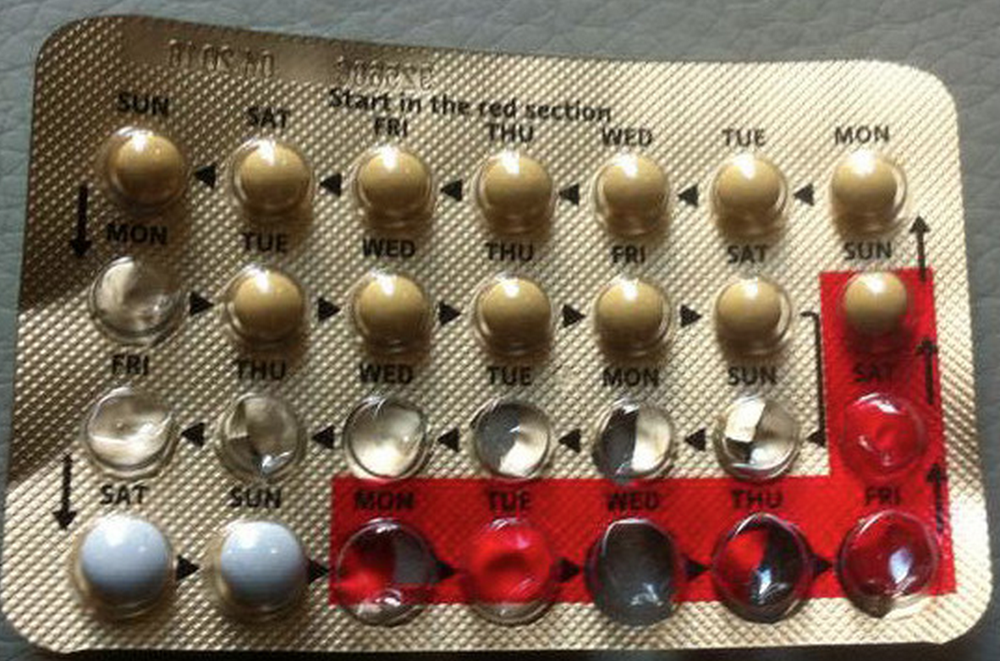 Start in the red section
SUN SAT FRI THU WED TUE MON
MON TUE WED THU FRI SAT SUN
FRI THU WED TUE MON SUN SAT
SAT SUN MON TUE WED THU FRI